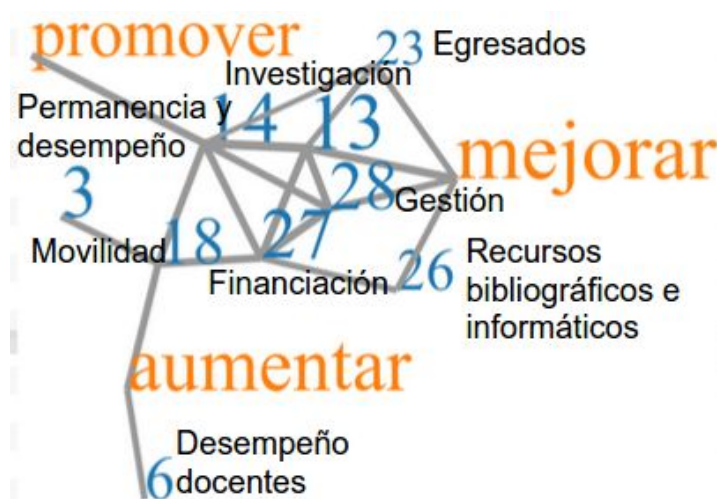 promover
23 Egresados
Investigación
Permanencia y
desempeño
14
13
mejorar
3
28
Gestión
Movilidad
18
27
Financiación
26
Recursos
bibliográficos e
informáticos
aumentar
6
Desempeño
docentes